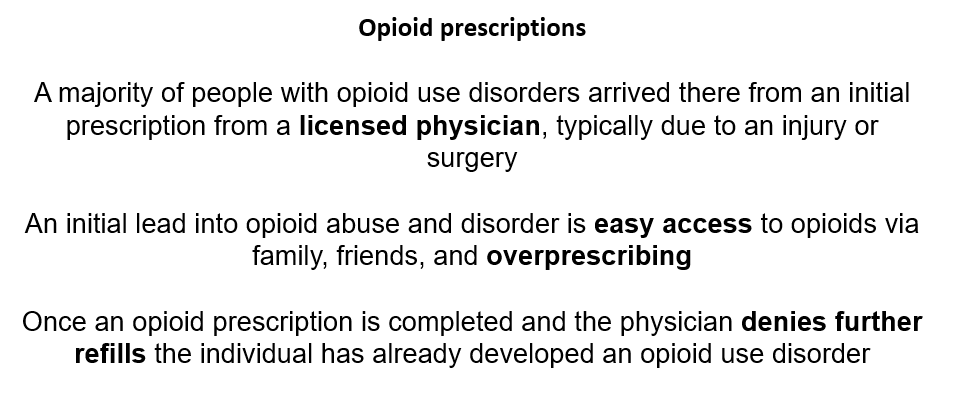 Opioid prescriptions
A majority of people with opioid use disorders arrived there from an initial
prescription from a licensed physician, typically due to an injury or
surgery
An initial lead into opioid abuse and disorder is easy access to opioids via
family, friends, and overprescribing
Once an opioid prescription is completed and the physician denies further
refills the individual has already developed an opioid use disorder